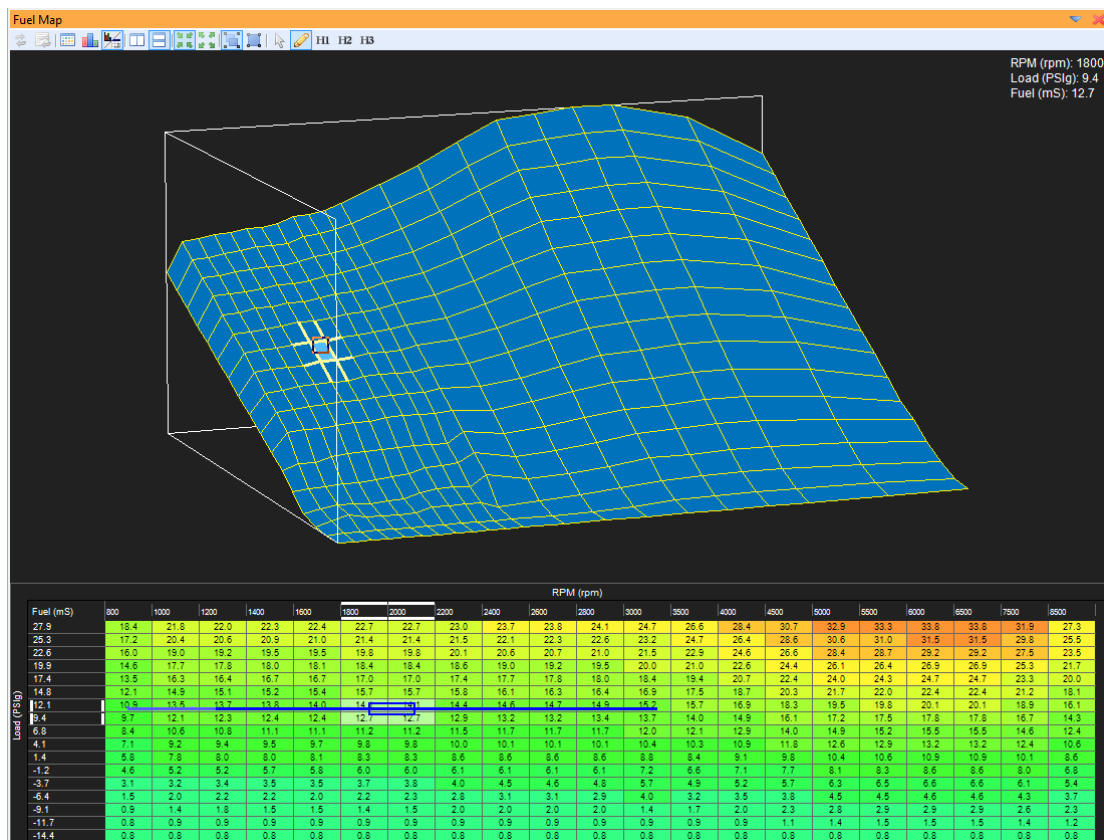 Fuel Map
H1 H2 H3
RPM (rpm): 1800
Load (PSIg): 9.4
Fuel (mS): 12.7
RPM (rpm)
Fuel (mS) 800 1000 1200 1400 1600 1800 2000 2200 2400 2600 2800 3000 3500 4000 4500 5000 5500 6000 6500 7500 8500
27.9 18.4 21.8 22.0 22.3 22.4 22.7 22.7 23.0 23.7 23.8 24.1 24.7 26.6 28.4 30.7 32.9 33.3 33.8 33.8 31.9 27.3
25.3 17.2 20.4 20.6 20.9 21.0 21.4 21.4 21.5 22.1 22.3 22.6 23.2 24.7 26.4 28.6 30.6 31.0 31.5 31.5 29.8 25.5
22.6 16.0 19.0 19.2 19.5 19.5 19.8 19.8 20.1 20.6 20.7 21.0 21.5 22.9 24.6 26.6 28.4 28.7 29.2 29.2 27.5 23.5
19.9 14.6 17.7 17.8 18.0 18.1 18.4 18.4 18.6 19.0 19.2 19.5 20.0 21.0 22.6 24.4 26.1 26.4 26.9 26.9 25.3 21.7
17.4 13.5 16.3 16.4 16.7 16.7 17.0 17.0 17.4 17.7 17.8 18.0 18.4 19.4 20.7 22.4 24.0 24.3 24.7 24.7 23.3 20.0
14.8 12.1 14.9 15.1 15.2 15.4 15.7 15.7 15.8 16.1 16.3 16.4 16.9 17.5 18.7 20.3 21.7 22.0 22.4 22.4 21.2 18.1
Load (PSIg)
12.1 10.9 13.5 13.7 13.8 14.0 14.4 14.6 14.7 14.9 15.2 15.7 16.9 18.3 19.5 19.8 20.1 20.1 18.9 16.1
9.4 9.7 12.1 12.3 12.4 12.4 12.7 12.7 12.9 13.2 13.2 13.4 13.7 14.0 14.9 16.1 17.2 17.5 17.8 17.8 16.7 14.3
6.8 8.4 10.6 10.8 11.1 11.1 11.2 11.2 11.5 11.7 11.7 11.7 12.0 12.1 12.9 14.0 14.9 15.2 15.5 15.5 14.6 12.4
4.1 7.1 9.2 9.4 9.5 9.7 9.8 9.8 10.0 10.1 10.1 10.1 10.4 10.3 10.9 11.8 12.6 12.9 13.2 13.2 12.4 10.6
1.4 5.8 7.8 8.0 8.0 8.1 8.3 8.3 8.6 8.6 8.6 8.6 8.8 8.4 9.1 9.8 10.4 10.6 10.9 10.9 10.1 8.6
-1.2 4.6 5.2 5.2 5.7 5.8 6.0 6.0 6.1 6.1 6.1 6.1 7.2 6.6 7.1 7.7 8.1 8.3 8.6 8.6 8.0 6.8
-3.7 3.1 3.2 3.4 3.5 3.5 3.7 3.8 4.0 4.5 4.6 4.8 5.7 4.9 5.2 5.7 6.3 6.5 6.6 6.6 6.1 5.4
-6.4 1.5 2.0 2.2 2.2 2.0 2.2 2.3 2.8 3.1 3.1 2.9 4.0 3.2 3.5 3.8 4.5 4.5 4.6 4.6 4.3 3.7
-9.1 0.9 1.4 1.8 1.5 1.5 1.4 1.5 2.0 2.0 2.0 2.0 1.4 1.7 2.0 2.3 2.8 2.9 2.9 2.9 2.6 2.3
-11.7 0.8 0.9 0.9 0.9 0.9 0.9 0.9 0.9 0.9 0.9 0.9 0.9 0.9 0.9 1.1 1.4 1.5 1.5 1.5 1.4 1.2
-14.4 0.8 0.8 0.8 0.8 0.8 0.8 0.8 0.8 0.8 0.8 0.8 0.8 0.8 0.8 0.8 0.8 0.8 0.8 0.8 0.8 0.8